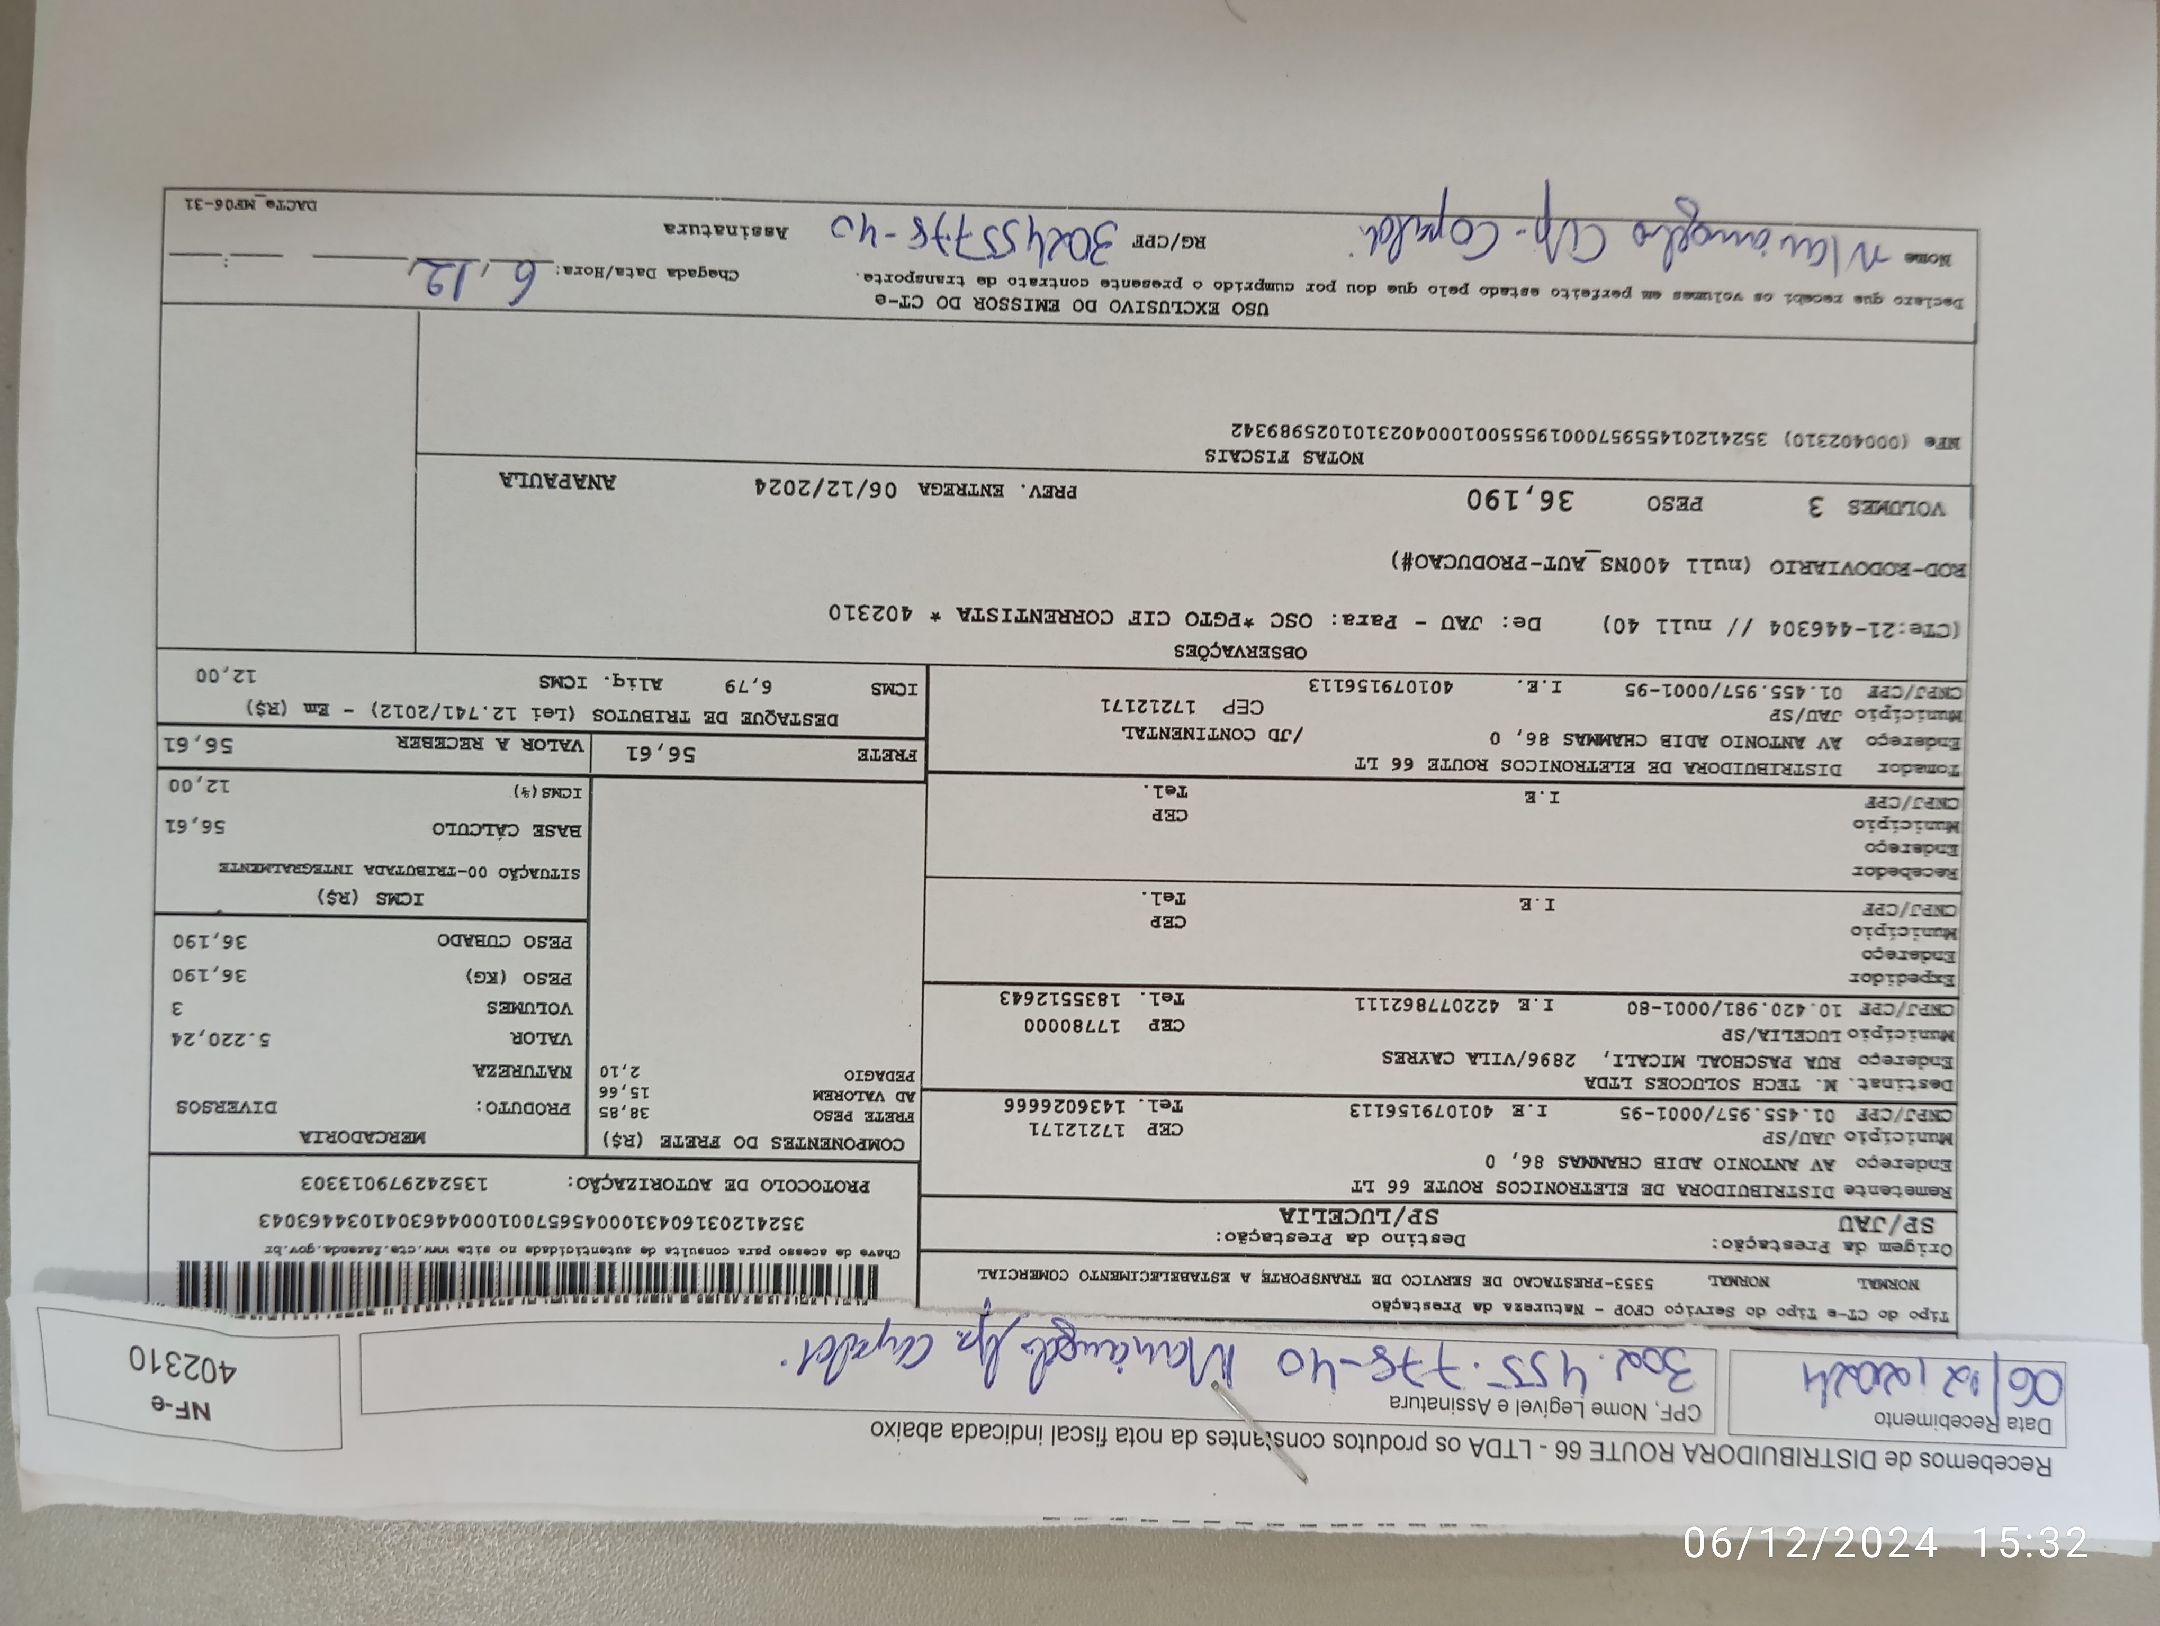 Recebemos de DISTRIBUIDORA ROUTE 66 - LTDA os produtos constantes da nota fiscal indicada abaixo
Data Recebimento
06/12/2024
CPF, Nome Legível e Assinatura
302.455.778-40
NF-e
402310
Tipo do CT-e Tipo do Serviço CFOP - Natureza da Prestação
NORMAL NORMAL 5353-PRESTACAO DE SERVICO DE TRANSPORTE A ESTABELECIMENTO COMERCIAL
Origem da Prestação: Destino da Prestação:
SP/JAU SP/LUCELIA
Chave de acesso para consulta de autenticidade no site www.cte.fazenda.gov.br
PROTOCOLO DE AUTORIZAÇÃO: 135242979013303
Remetente DISTRIBUIDORA DE ELETRONICOS ROUTE 66 LT
Endereço AV ANTONIO ADIB CHAMMAS 86, 0
Município JAU/SP CEP 17212171
CNPJ/CPF 01.455.957/0001-95 I.E 401079156113 Tel. 1436026666
Destinat. M. TECH SOLUCOES LTDA
Endereço RUA PASCHOAL MICALI, 2896/VILA CAYRES
Município LUCELIA/SP CEP 17780000
CNPJ/CPF 10.420.981/0001-80 I.E 422077862111 Tel. 1835512643
Expedidor
Endereço
Município CEP
CNPJ/CPF I.E Tel.
Recebedor
Endereço
Município CEP
CNPJ/CPF I.E Tel.
Tomador DISTRIBUIDORA DE ELETRONICOS ROUTE 66 LT
Endereço AV ANTONIO ADIB CHAMMAS 86, 0 /JD CONTINENTAL
Município JAU/SP CEP 17212171
CNPJ/CPF 01.455.957/0001-95 I.E. 401079156113
COMPONENTES DO FRETE (R$)
FRETE PESO 38,85
AD VALOREM 15,66
PEDAGIO 2,10
MERCADORIA
PRODUTO: DIVERSOS
NATUREZA
VALOR 5.220,24
VOLUMES 3
PESO (KG) 36,190
PESO CUBADO 36,190
ICMS (R$)
SITUAÇÃO 00-TRIBUTADA INTEGRALMENTE
BASE CÁLCULO 56,61
ICMS(%) 12,00
FRETE 56,61 VALOR A RECEBER 56,61
DESTAQUE DE TRIBUTOS (Lei 12.741/2012) - Em (R$)
ICMS 6,79 Aliq. ICMS 12,00
OBSERVAÇÕES
(CTe:21-446304 // null 40) De: JAU - Para: OSC *PGTO CIF CORRENTISTA * 402310
ROD-RODOVIARIO (null 400NS_AUT-PRODUCAO#)
VOLUMES 3 PESO 36,190 PREV. ENTREGA 06/12/2024 ANAPAULA
NOTAS FISCAIS
NFe (000402310) 35241201455957000195550010004023101025989342
USO EXCLUSIVO DO EMISSOR DO CT-e
Declaro que recebi os volumes em perfeito estado pelo que dou por cumprido o presente contrato de transporte. Chegada Data/Hora: 6/12
Nome RG/CPF 302455778-40 Assinatura
DACTe_MF06-31
06/12/2024 15:32